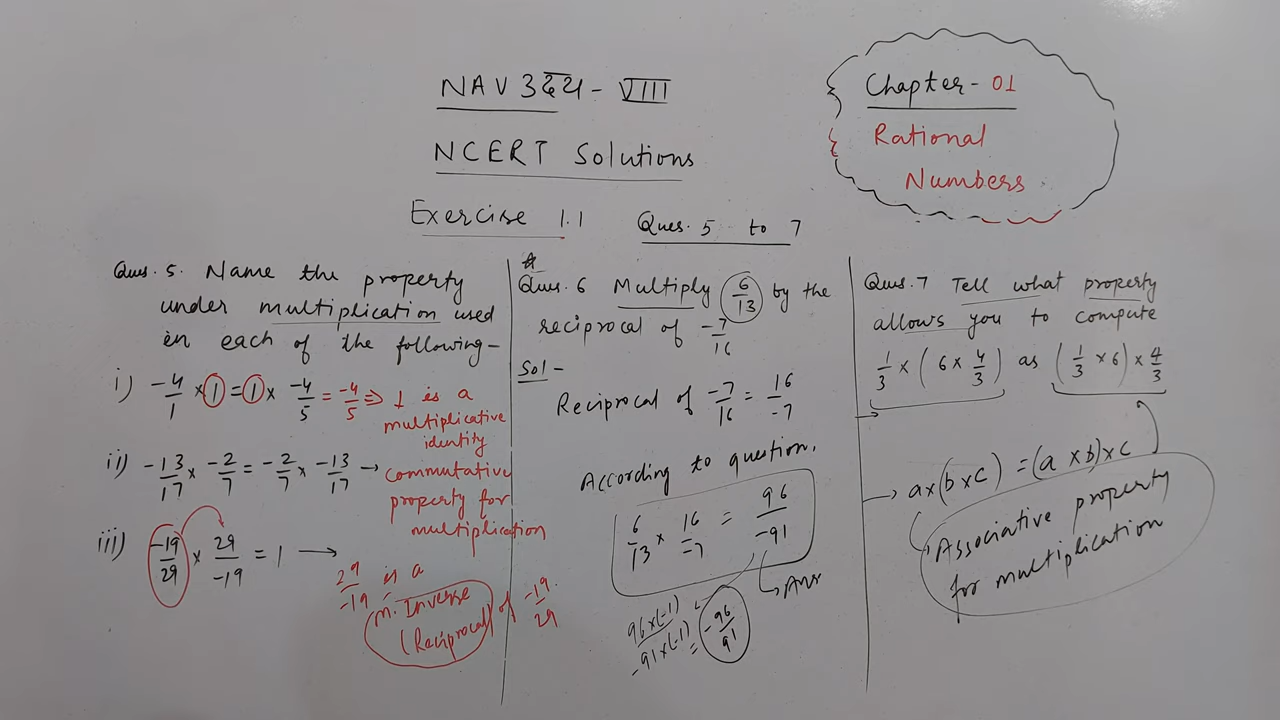 Chapter - 01
Rational
Numbers
NCERT Solutions
Exercise 1.1 Ques. 5 to 7
Ques. 5. Name the property
under multiplication used
in each of the following-
i) -4/1 × 1 = 1 × -4/5 = -4/5 ⇒ 1 is a
multiplicative
identity
ii) -13/17 × -2/7 = -2/7 × -13/17 → commutative
property for
multiplication
iii) -19/29 × 29/-19 = 1 →
29/-19 is a
m. Inverse
(Reciprocal) of -19/29
Ques. 6 Multiply 6/13 by the
reciprocal of -7/16
Sol-
Reciprocal of -7/16 = 16/-7
According to question.
6/13 × 16/-7 = 96/-91
Ans
96×(-1)/-91×(-1) = -96/91
Ques. 7 Tell what property
allows you to compute
1/3 × (6 × 4/3) as (1/3 × 6) × 4/3
→ a×(b×c) = (a×b)×c
Associative property
for multiplication